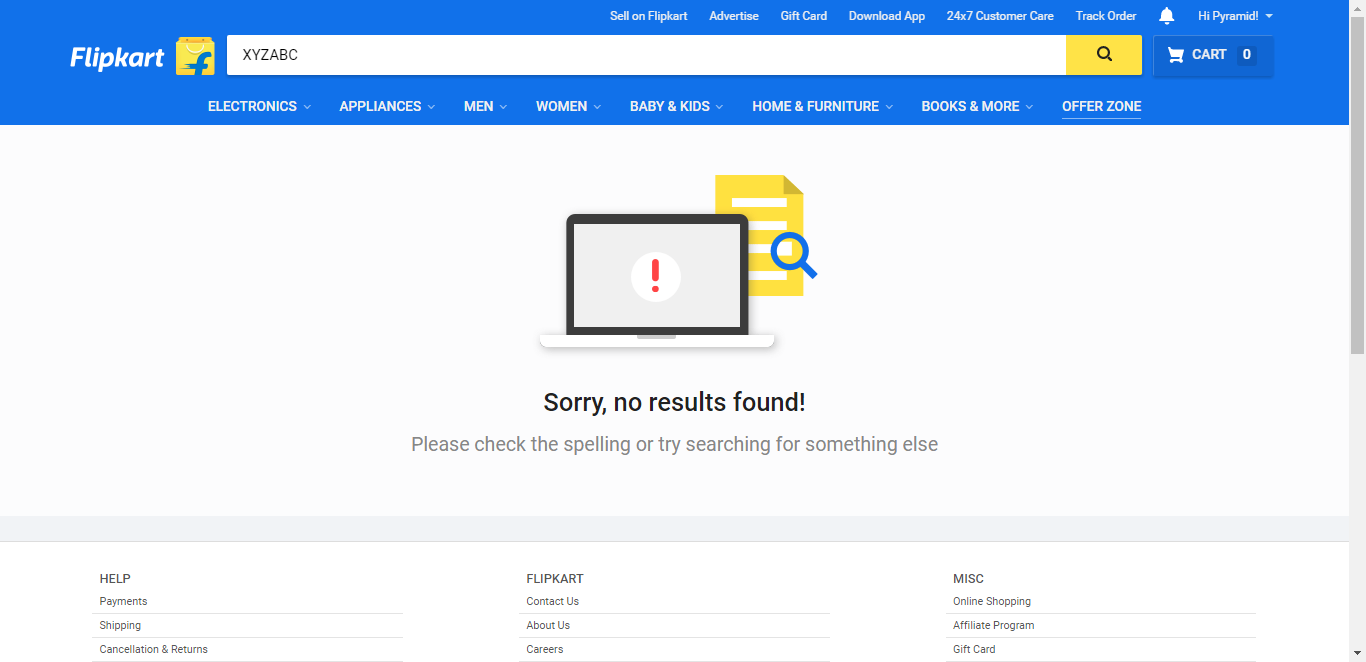 Sell on Flipkart Advertise Gift Card Download App 24x7 Customer Care Track Order Hi Pyramid!
Flipkart XYZABC CART 0
ELECTRONICS APPLIANCES MEN WOMEN BABY & KIDS HOME & FURNITURE BOOKS & MORE OFFER ZONE
Sorry, no results found!
Please check the spelling or try searching for something else
HELP FLIPKART MISC
Payments Contact Us Online Shopping
Shipping About Us Affiliate Program
Cancellation & Returns Careers Gift Card